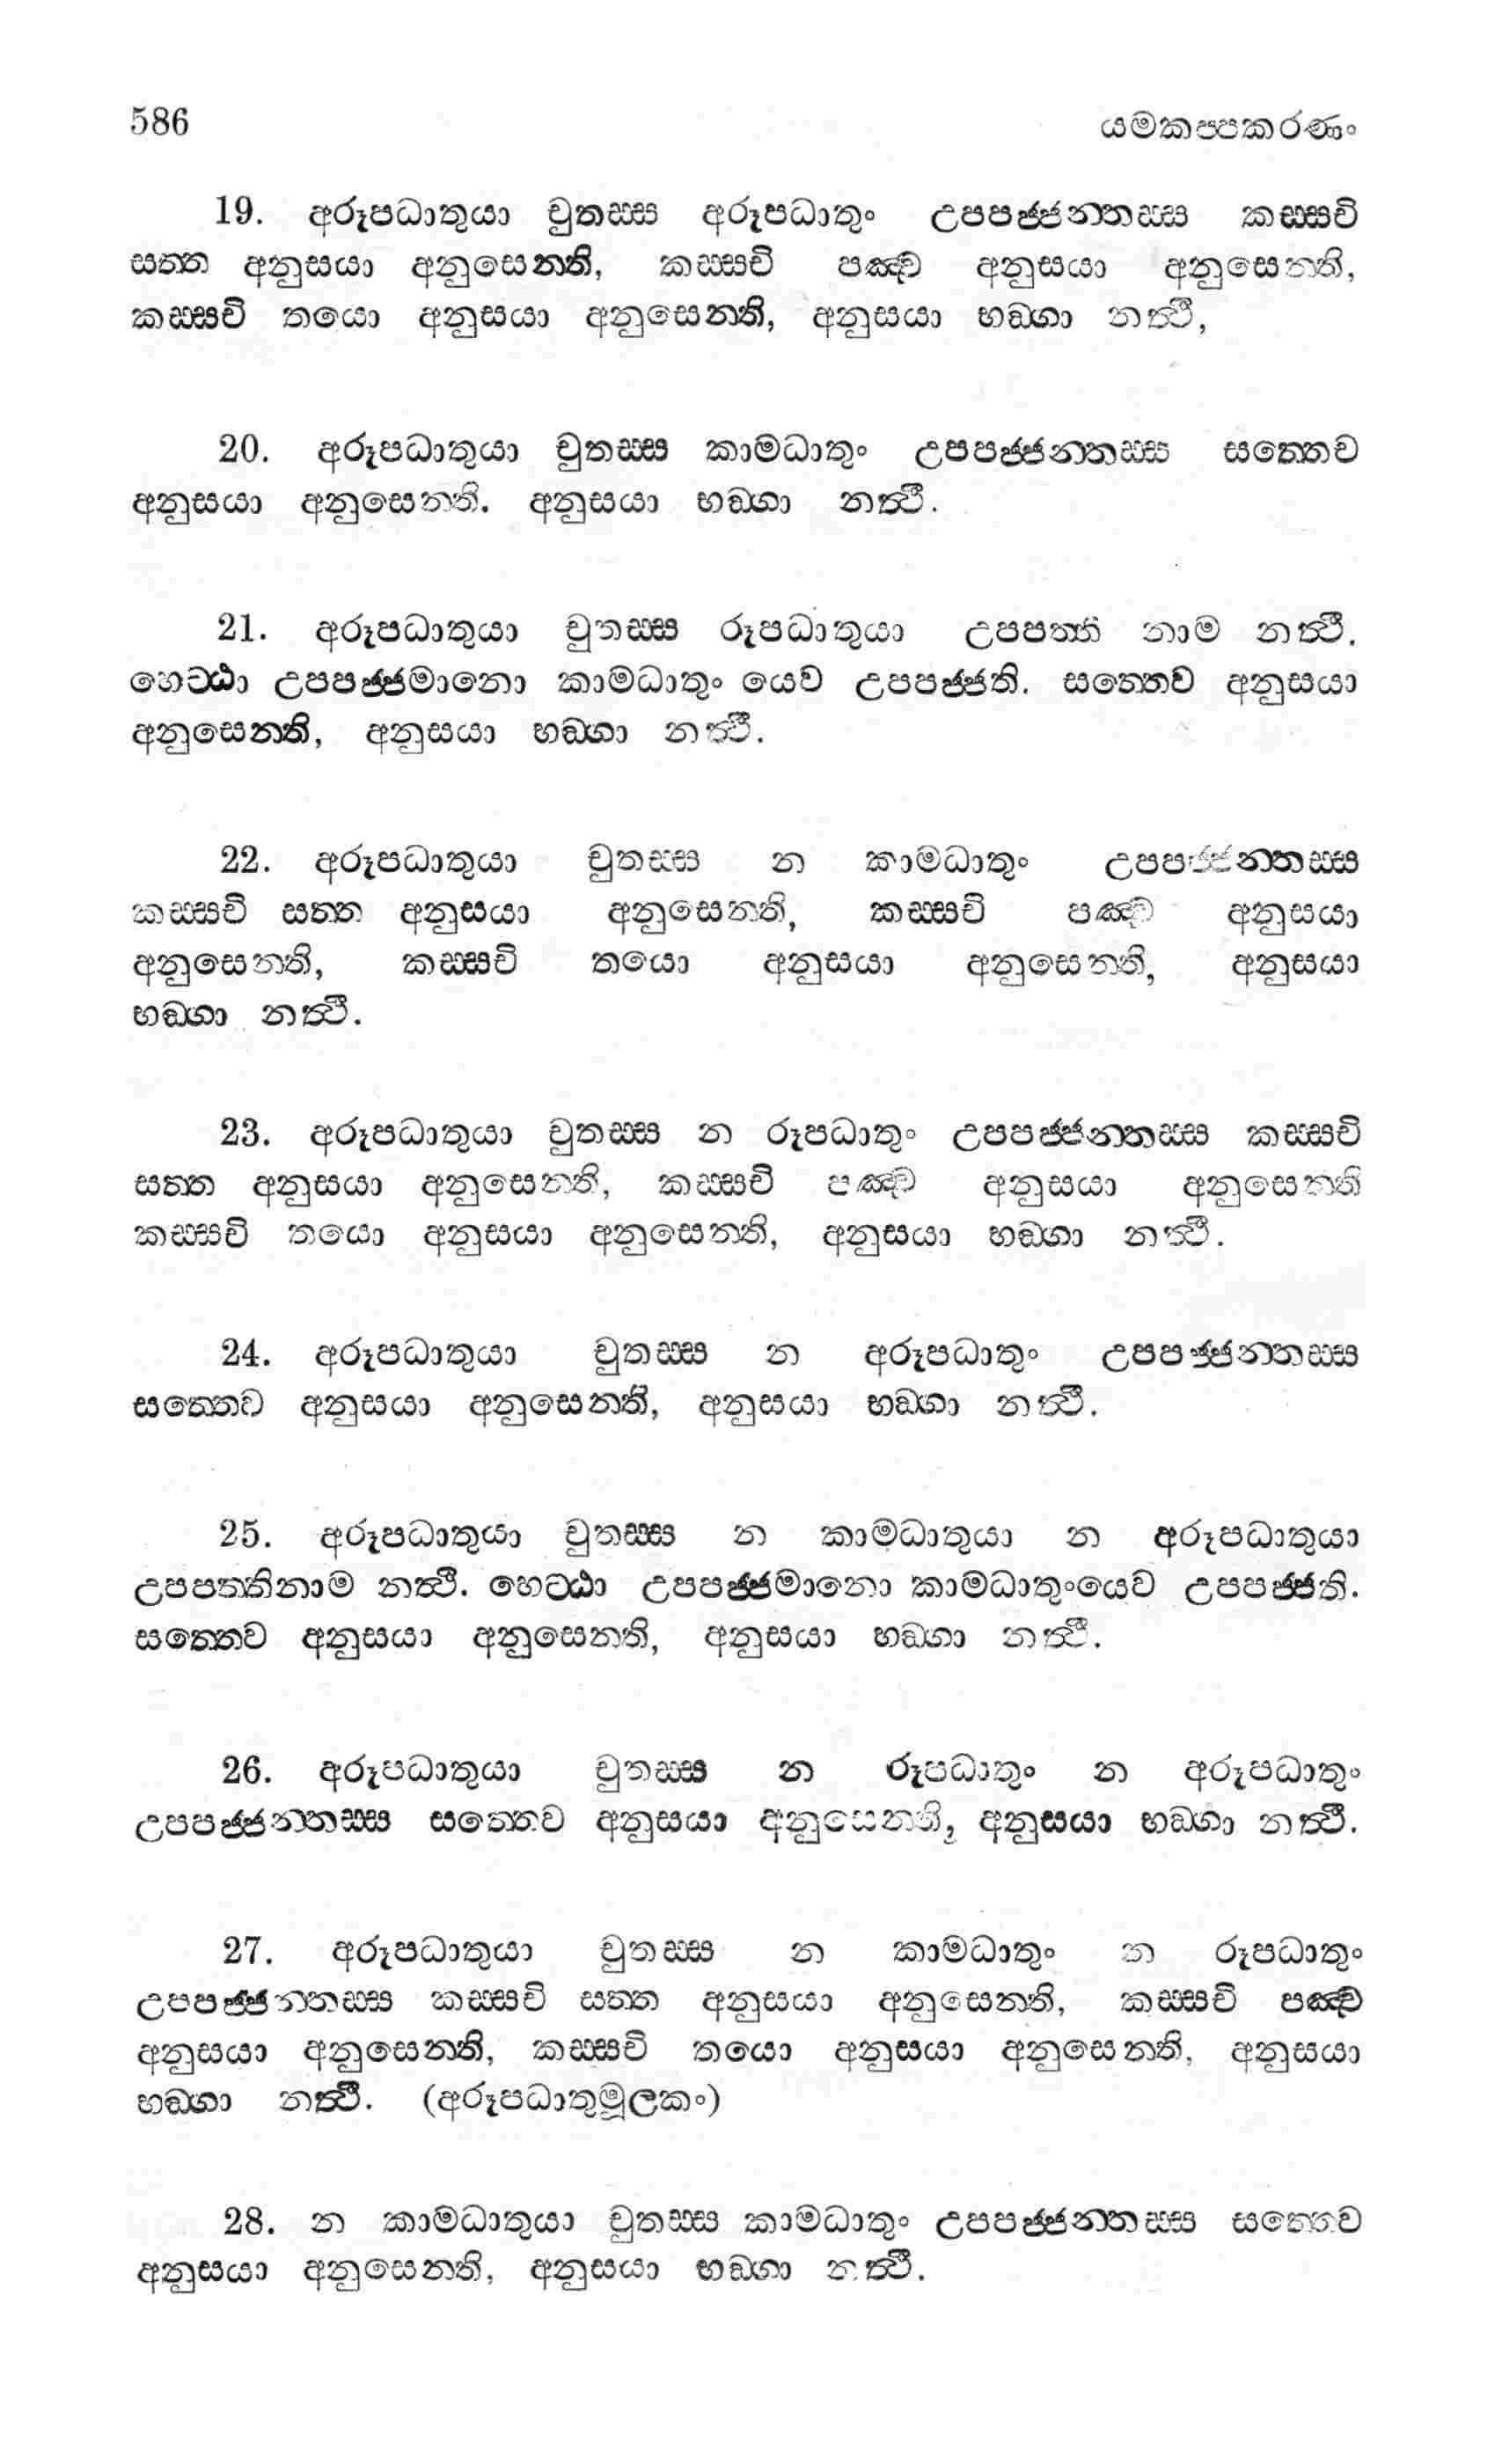 586 යමකප්පකරණං
19. අරූපධාතුයා චුතස්ස අරූපධාතුං උපපජ්ජන්තස්ස කස්සචි
සත්ත අනුසයා අනුසෙන්ති, කස්සචි පඤ්ච අනුසයා අනුසෙන්ති,
කස්සචි තයො අනුසයා අනුසෙන්ති, අනුසයා භඞ්ගා නත්ථි,
20. අරූපධාතුයා චුතස්ස කාමධාතුං උපපජ්ජන්තස්ස සත්තෙව
අනුසයා අනුසෙන්ති. අනුසයා භඞ්ගා නත්ථි.
21. අරූපධාතුයා චුතස්ස රූපධාතුයා උපපත්ති නාම නත්ථි.
හෙට්ඨා උපපජ්ජමානො කාමධාතුං යෙව උපපජ්ජති. සත්තෙව අනුසයා
අනුසෙන්ති, අනුසයා භඞ්ගා නත්ථි.
22. අරූපධාතුයා චුතස්ස න කාමධාතුං උපපජ්ජන්තස්ස
කස්සචි සත්ත අනුසයා අනුසෙන්ති, කස්සචි පඤ්ච අනුසයා
අනුසෙන්ති, කස්සචි තයො අනුසයා අනුසෙන්ති, අනුසයා
භඞ්ගා නත්ථි.
23. අරූපධාතුයා චුතස්ස න රූපධාතුං උපපජ්ජන්තස්ස කස්සචි
සත්ත අනුසයා අනුසෙන්ති, කස්සචි පඤ්ච අනුසයා අනුසෙන්ති
කස්සචි තයො අනුසයා අනුසෙන්ති, අනුසයා භඞ්ගා නත්ථි.
24. අරූපධාතුයා චුතස්ස න අරූපධාතුං උපපජ්ජන්තස්ස
සත්තෙව අනුසයා අනුසෙන්ති, අනුසයා භඞ්ගා නත්ථි.
25. අරූපධාතුයා චුතස්ස න කාමධාතුයා න අරූපධාතුයා
උපපත්තිනාම නත්ථි. හෙට්ඨා උපපජ්ජමානො කාමධාතුංයෙව උපපජ්ජති.
සත්තෙව අනුසයා අනුසෙන්ති, අනුසයා භඞ්ගා නත්ථි.
26. අරූපධාතුයා චුතස්ස න රූපධාතුං න අරූපධාතුං
උපපජ්ජන්තස්ස සත්තෙව අනුසයා අනුසෙන්ති, අනුසයා භඞ්ගා නත්ථි.
27. අරූපධාතුයා චුතස්ස න කාමධාතුං න රූපධාතුං
උපපජ්ජන්තස්ස කස්සචි සත්ත අනුසයා අනුසෙන්ති, කස්සචි පඤ්ච
අනුසයා අනුසෙන්ති, කස්සචි තයො අනුසයා අනුසෙන්ති, අනුසයා
භඞ්ගා නත්ථි. (අරූපධාතුමූලකං)
28. න කාමධාතුයා චුතස්ස කාමධාතුං උපපජ්ජන්තස්ස සත්තෙව
අනුසයා අනුසෙන්ති, අනුසයා භඞ්ගා නත්ථි.